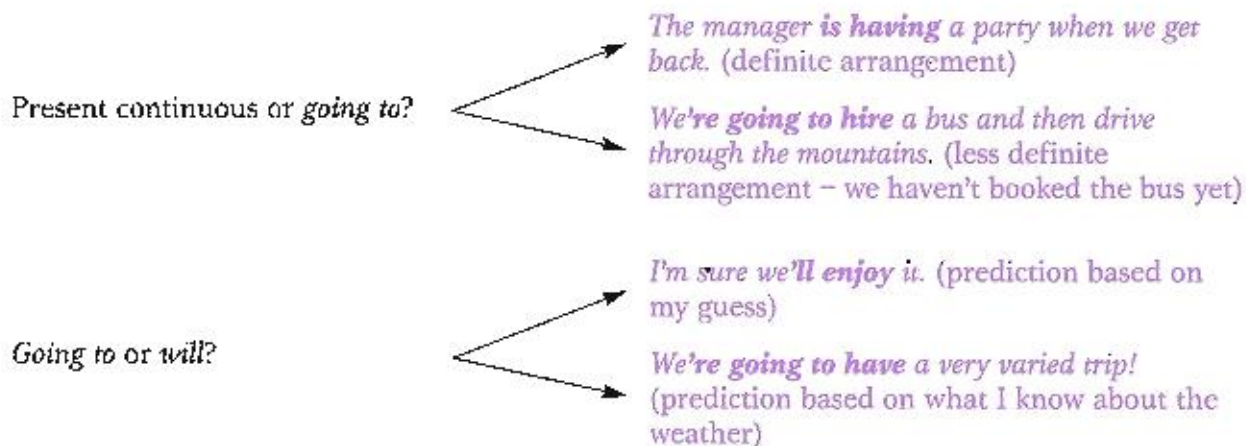 The manager is having a party when we get
back. (definite arrangement)
Present continuous or going to?
We're going to hire a bus and then drive
through the mountains. (less definite
arrangement – we haven't booked the bus yet)
I'm sure we'll enjoy it. (prediction based on
my guess)
Going to or will?
We're going to have a very varied trip!
(prediction based on what I know about the
weather)